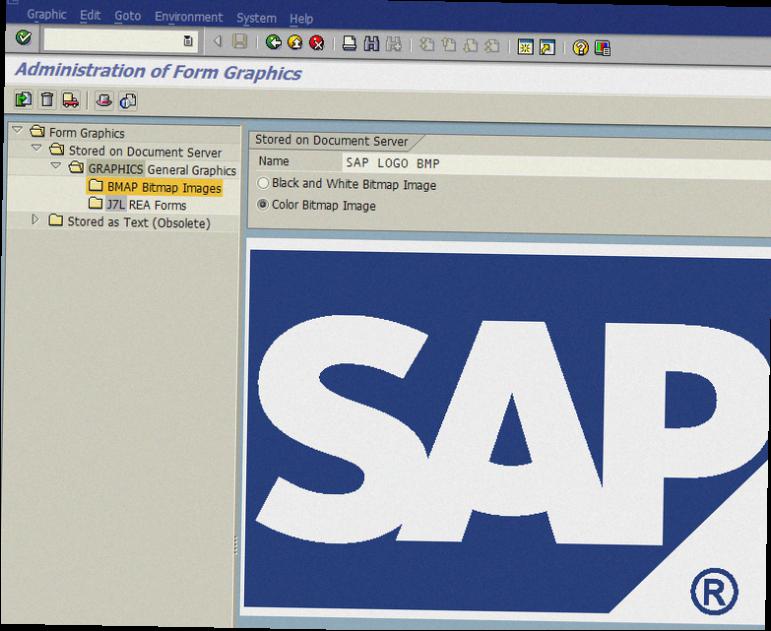 Graphic Edit Goto Environment System Help
Administration of Form Graphics
Form Graphics
Stored on Document Server
GRAPHICS General Graphics
BMAP Bitmap Images
J7L REA Forms
Stored as Text (Obsolete)
Stored on Document Server
Name SAP LOGO BMP
Black and White Bitmap Image
Color Bitmap Image
SAP
®